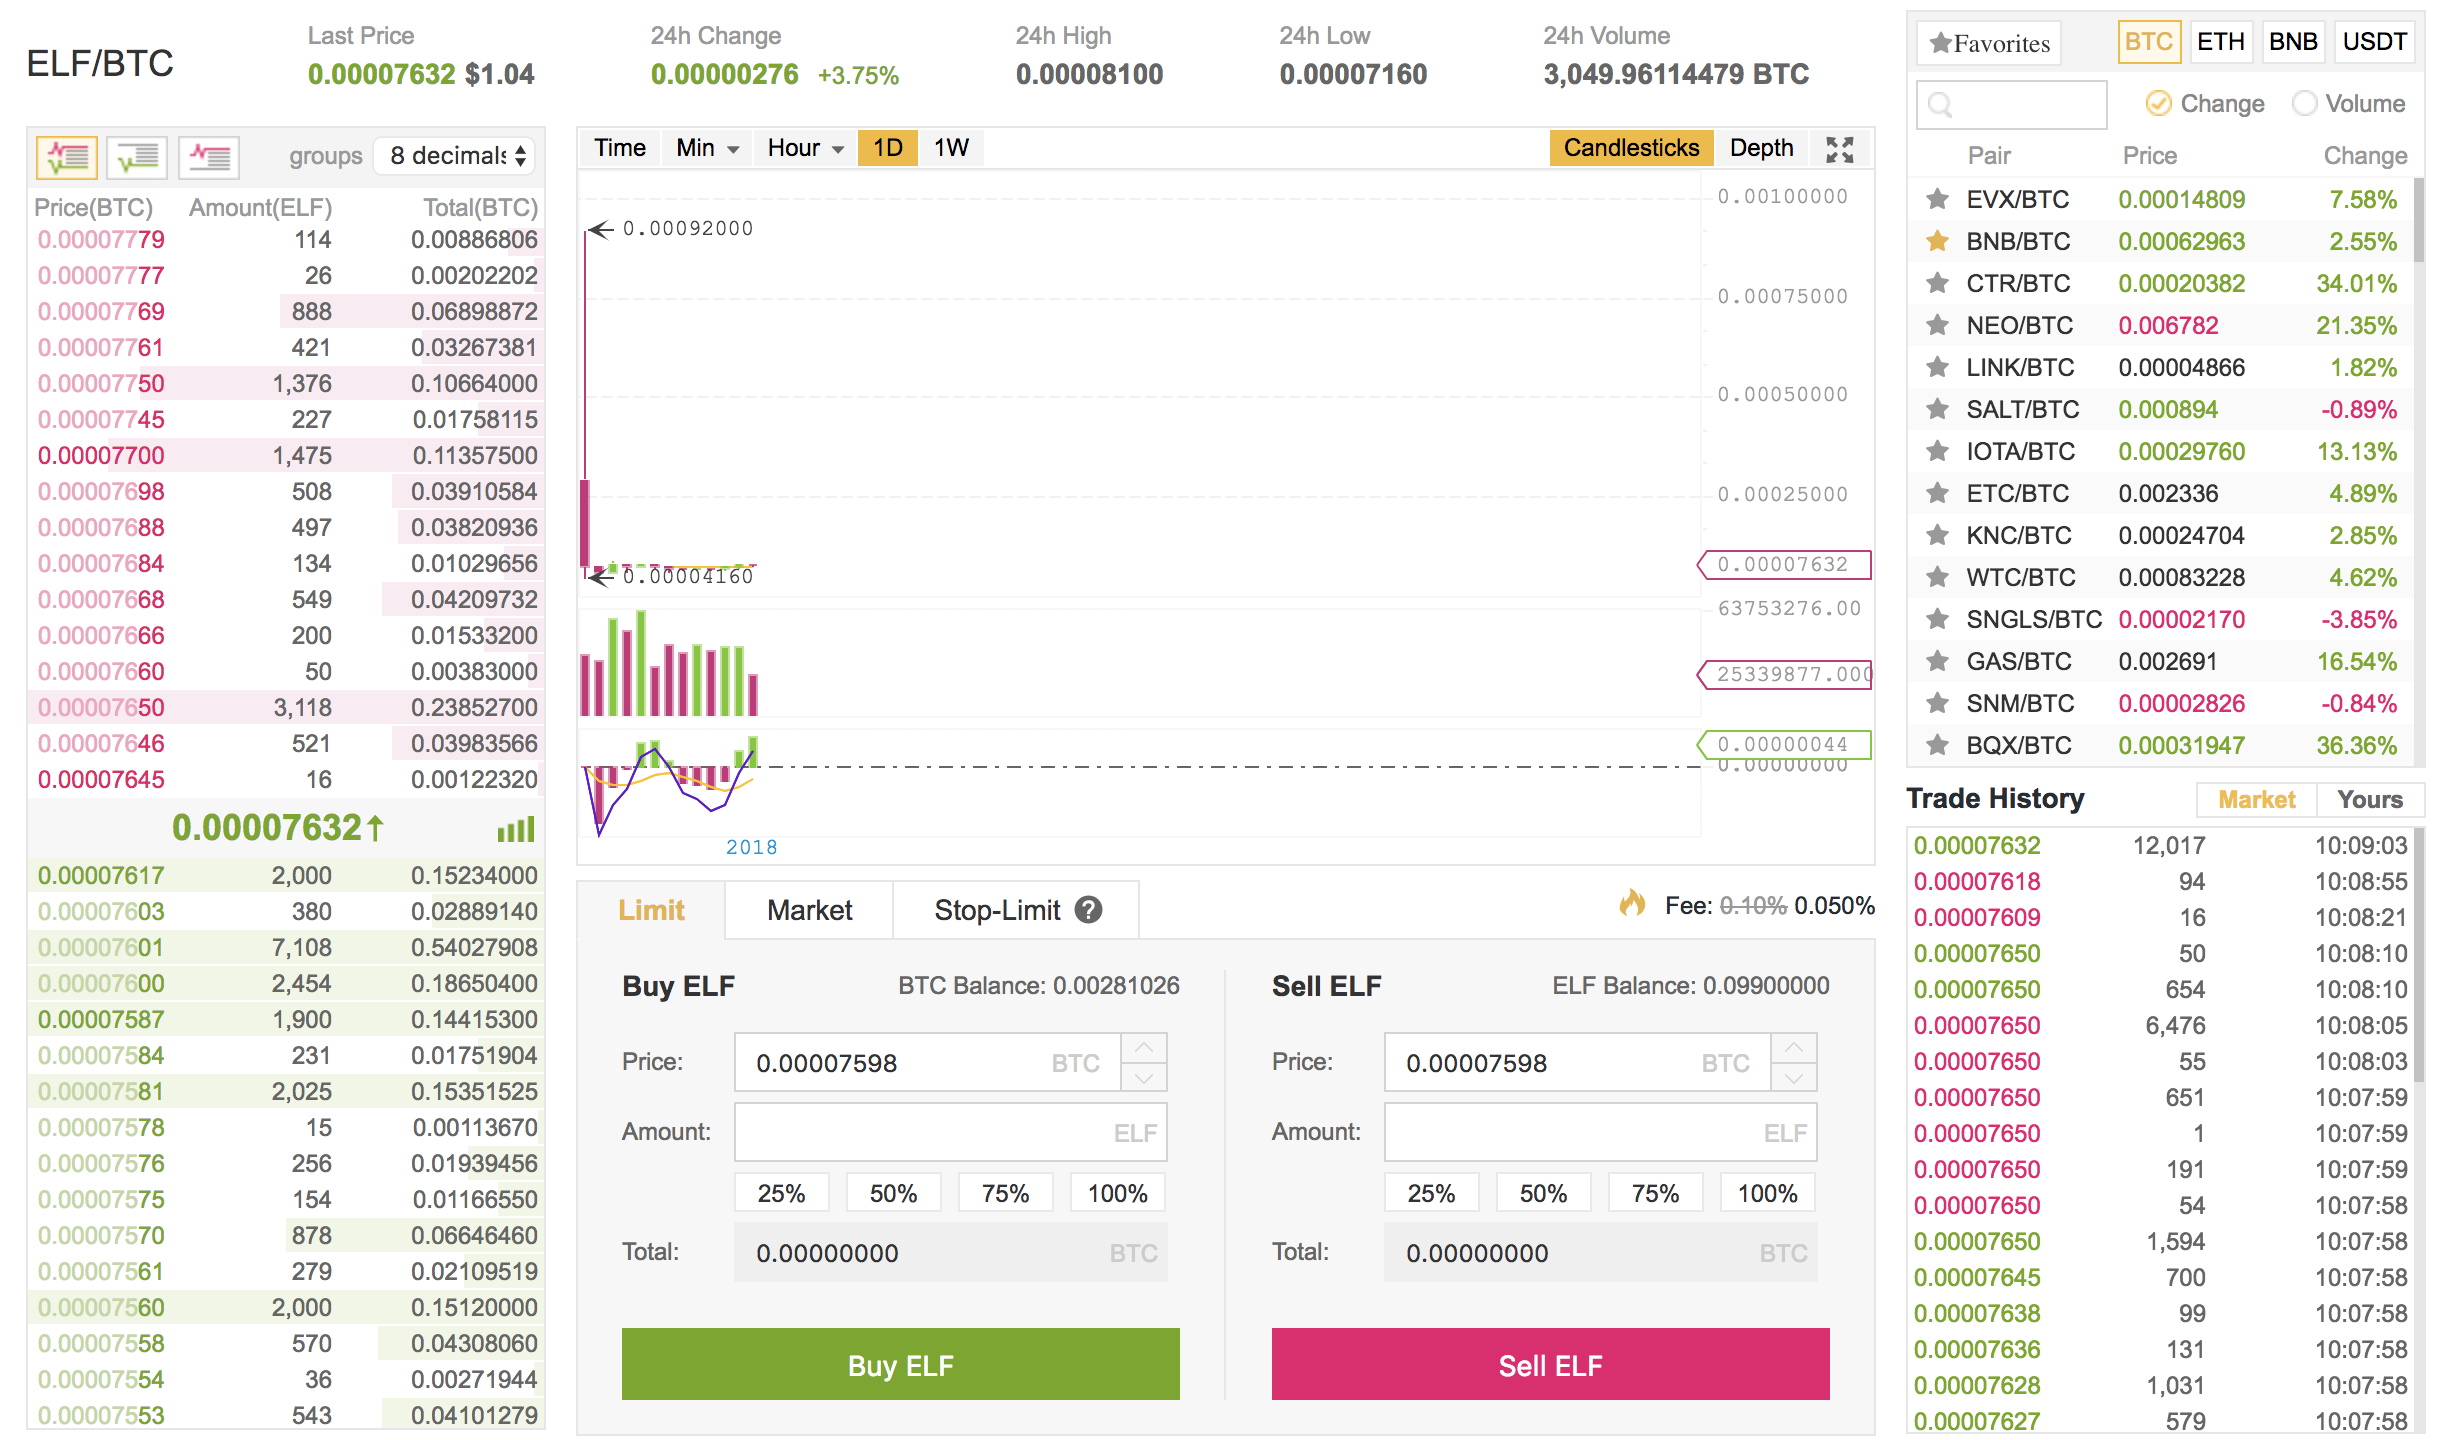 ELF/BTC
Last Price
0.00007632 $1.04
24h Change
0.00000276 +3.75%
24h High
0.00008100
24h Low
0.00007160
24h Volume
3,049.96114479 BTC
groups 8 decimals
Price(BTC) Amount(ELF) Total(BTC)
0.00007779 114 0.00886806
0.00007777 26 0.00202202
0.00007769 888 0.06898872
0.00007761 421 0.03267381
0.00007750 1,376 0.10664000
0.00007745 227 0.01758115
0.00007700 1,475 0.11357500
0.00007698 508 0.03910584
0.00007688 497 0.03820936
0.00007684 134 0.01029656
0.00007668 549 0.04209732
0.00007666 200 0.01533200
0.00007660 50 0.00383000
0.00007650 3,118 0.23852700
0.00007646 521 0.03983566
0.00007645 16 0.00122320
0.00007632↑
0.00007617 2,000 0.15234000
0.00007603 380 0.02889140
0.00007601 7,108 0.54027908
0.00007600 2,454 0.18650400
0.00007587 1,900 0.14415300
0.00007584 231 0.01751904
0.00007581 2,025 0.15351525
0.00007578 15 0.00113670
0.00007576 256 0.01939456
0.00007575 154 0.01166550
0.00007570 878 0.06646460
0.00007561 279 0.02109519
0.00007560 2,000 0.15120000
0.00007558 570 0.04308060
0.00007554 36 0.00271944
0.00007553 543 0.04101279
Time Min Hour 1D 1W Candlesticks Depth
0.00100000
0.00092000
0.00075000
0.00050000
0.00025000
0.00007632
0.00004160
63753276.00
25339877.000
0.00000044
0.00000000
2018
Limit Market Stop-Limit ?
Fee: 0.10% 0.050%
Buy ELF BTC Balance: 0.00281026
Price: 0.00007598 BTC
Amount: ELF
25% 50% 75% 100%
Total: 0.00000000 BTC
Buy ELF
Sell ELF ELF Balance: 0.09900000
Price: 0.00007598 BTC
Amount: ELF
25% 50% 75% 100%
Total: 0.00000000 BTC
Sell ELF
Favorites BTC ETH BNB USDT
Change Volume
Pair Price Change
EVX/BTC 0.00014809 7.58%
BNB/BTC 0.00062963 2.55%
CTR/BTC 0.00020382 34.01%
NEO/BTC 0.006782 21.35%
LINK/BTC 0.00004866 1.82%
SALT/BTC 0.000894 -0.89%
IOTA/BTC 0.00029760 13.13%
ETC/BTC 0.002336 4.89%
KNC/BTC 0.00024704 2.85%
WTC/BTC 0.00083228 4.62%
SNGLS/BTC 0.00002170 -3.85%
GAS/BTC 0.002691 16.54%
SNM/BTC 0.00002826 -0.84%
BQX/BTC 0.00031947 36.36%
Trade History Market Yours
0.00007632 12,017 10:09:03
0.00007618 94 10:08:55
0.00007609 16 10:08:21
0.00007650 50 10:08:10
0.00007650 654 10:08:10
0.00007650 6,476 10:08:05
0.00007650 55 10:08:03
0.00007650 651 10:07:59
0.00007650 1 10:07:59
0.00007650 191 10:07:59
0.00007650 54 10:07:58
0.00007650 1,594 10:07:58
0.00007645 700 10:07:58
0.00007638 99 10:07:58
0.00007636 131 10:07:58
0.00007628 1,031 10:07:58
0.00007627 579 10:07:58